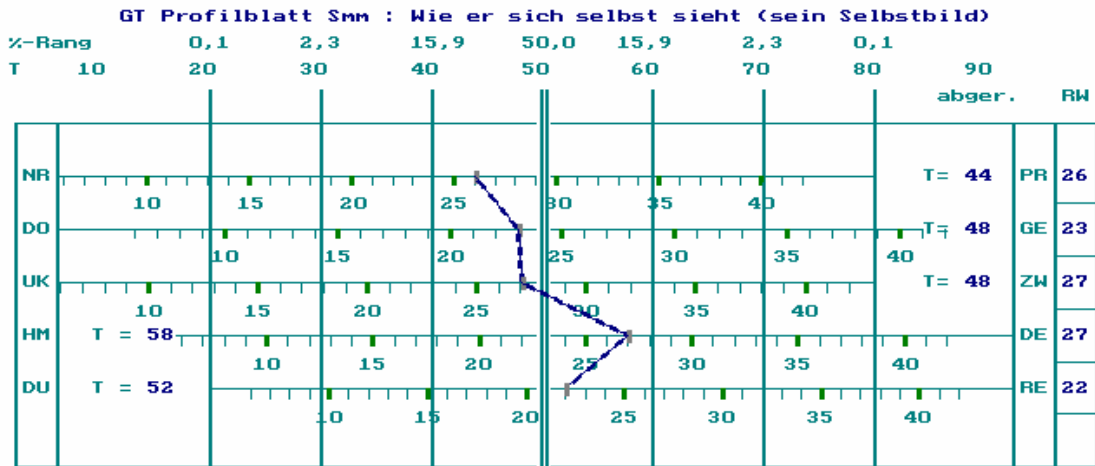 GT Profilblatt Smm : Wie er sich selbst sieht (sein Selbstbild)
%-Rang 0,1 2,3 15,9 50,0 15,9 2,3 0,1
T 10 20 30 40 50 60 70 80 90
abger. RW
NR T= 44 PR 26
10 15 20 25 30 35 40
DO T= 48 GE 23
10 15 20 25 30 35 40
UK T= 48 ZW 27
10 15 20 25 30 35 40
HM T = 58 DE 27
10 15 20 25 30 35 40
DU T = 52 RE 22
10 15 20 25 30 35 40